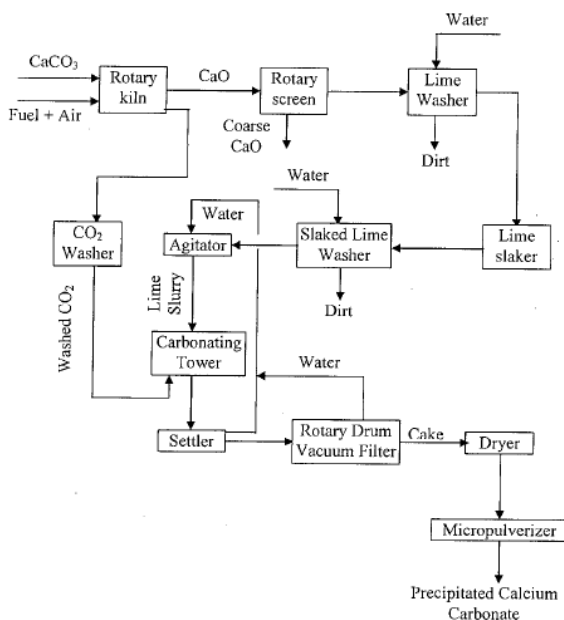 Water
CaCO3
Rotary
kiln
CaO
Rotary
screen
Lime
Washer
Fuel + Air
Coarse
CaO
Dirt
Water
Water
CO2
Washer
Agitator
Slaked Lime
Washer
Lime
slaker
Dirt
Washed CO2
Lime
Slurry
Carbonating
Tower
Water
Settler
Rotary Drum
Vacuum Filter
Cake
Dryer
Micropulverizer
Precipitated Calcium
Carbonate